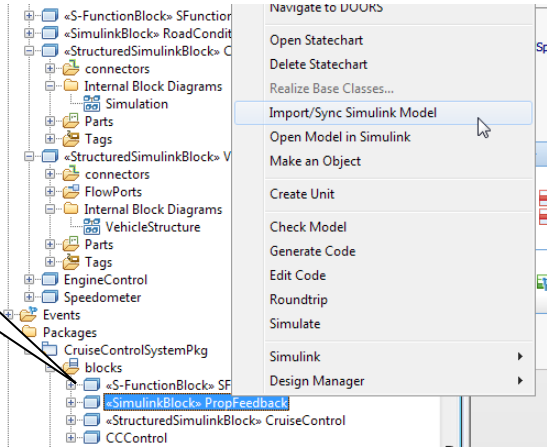 «S-FunctionBlock» SFunction
«SimulinkBlock» RoadCondit
«StructuredSimulinkBlock» C
connectors
Internal Block Diagrams
Simulation
Parts
Tags
«StructuredSimulinkBlock» V
connectors
FlowPorts
Internal Block Diagrams
VehicleStructure
Parts
Tags
EngineControl
Speedometer
Events
Packages
CruiseControlSystemPkg
blocks
«S-FunctionBlock» SF
«SimulinkBlock» PropFeedback
«StructuredSimulinkBlock» CruiseControl
CCControl
Navigate to DOORS
Open Statechart
Delete Statechart
Realize Base Classes...
Import/Sync Simulink Model
Open Model in Simulink
Make an Object
Create Unit
Check Model
Generate Code
Edit Code
Roundtrip
Simulate
Simulink
Design Manager
Sp